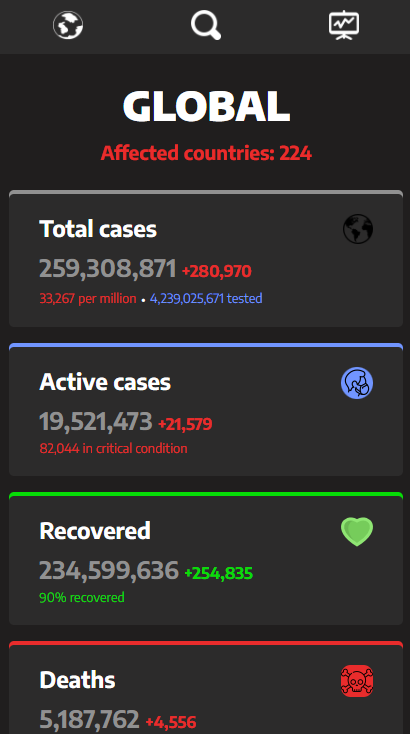 GLOBAL
Affected countries: 224
Total cases
259,308,871 +280,970
33,267 per million • 4,239,025,671 tested
Active cases
19,521,473 +21,579
82,044 in critical condition
Recovered
234,599,636 +254,835
90% recovered
Deaths
5,187,762 +4,556